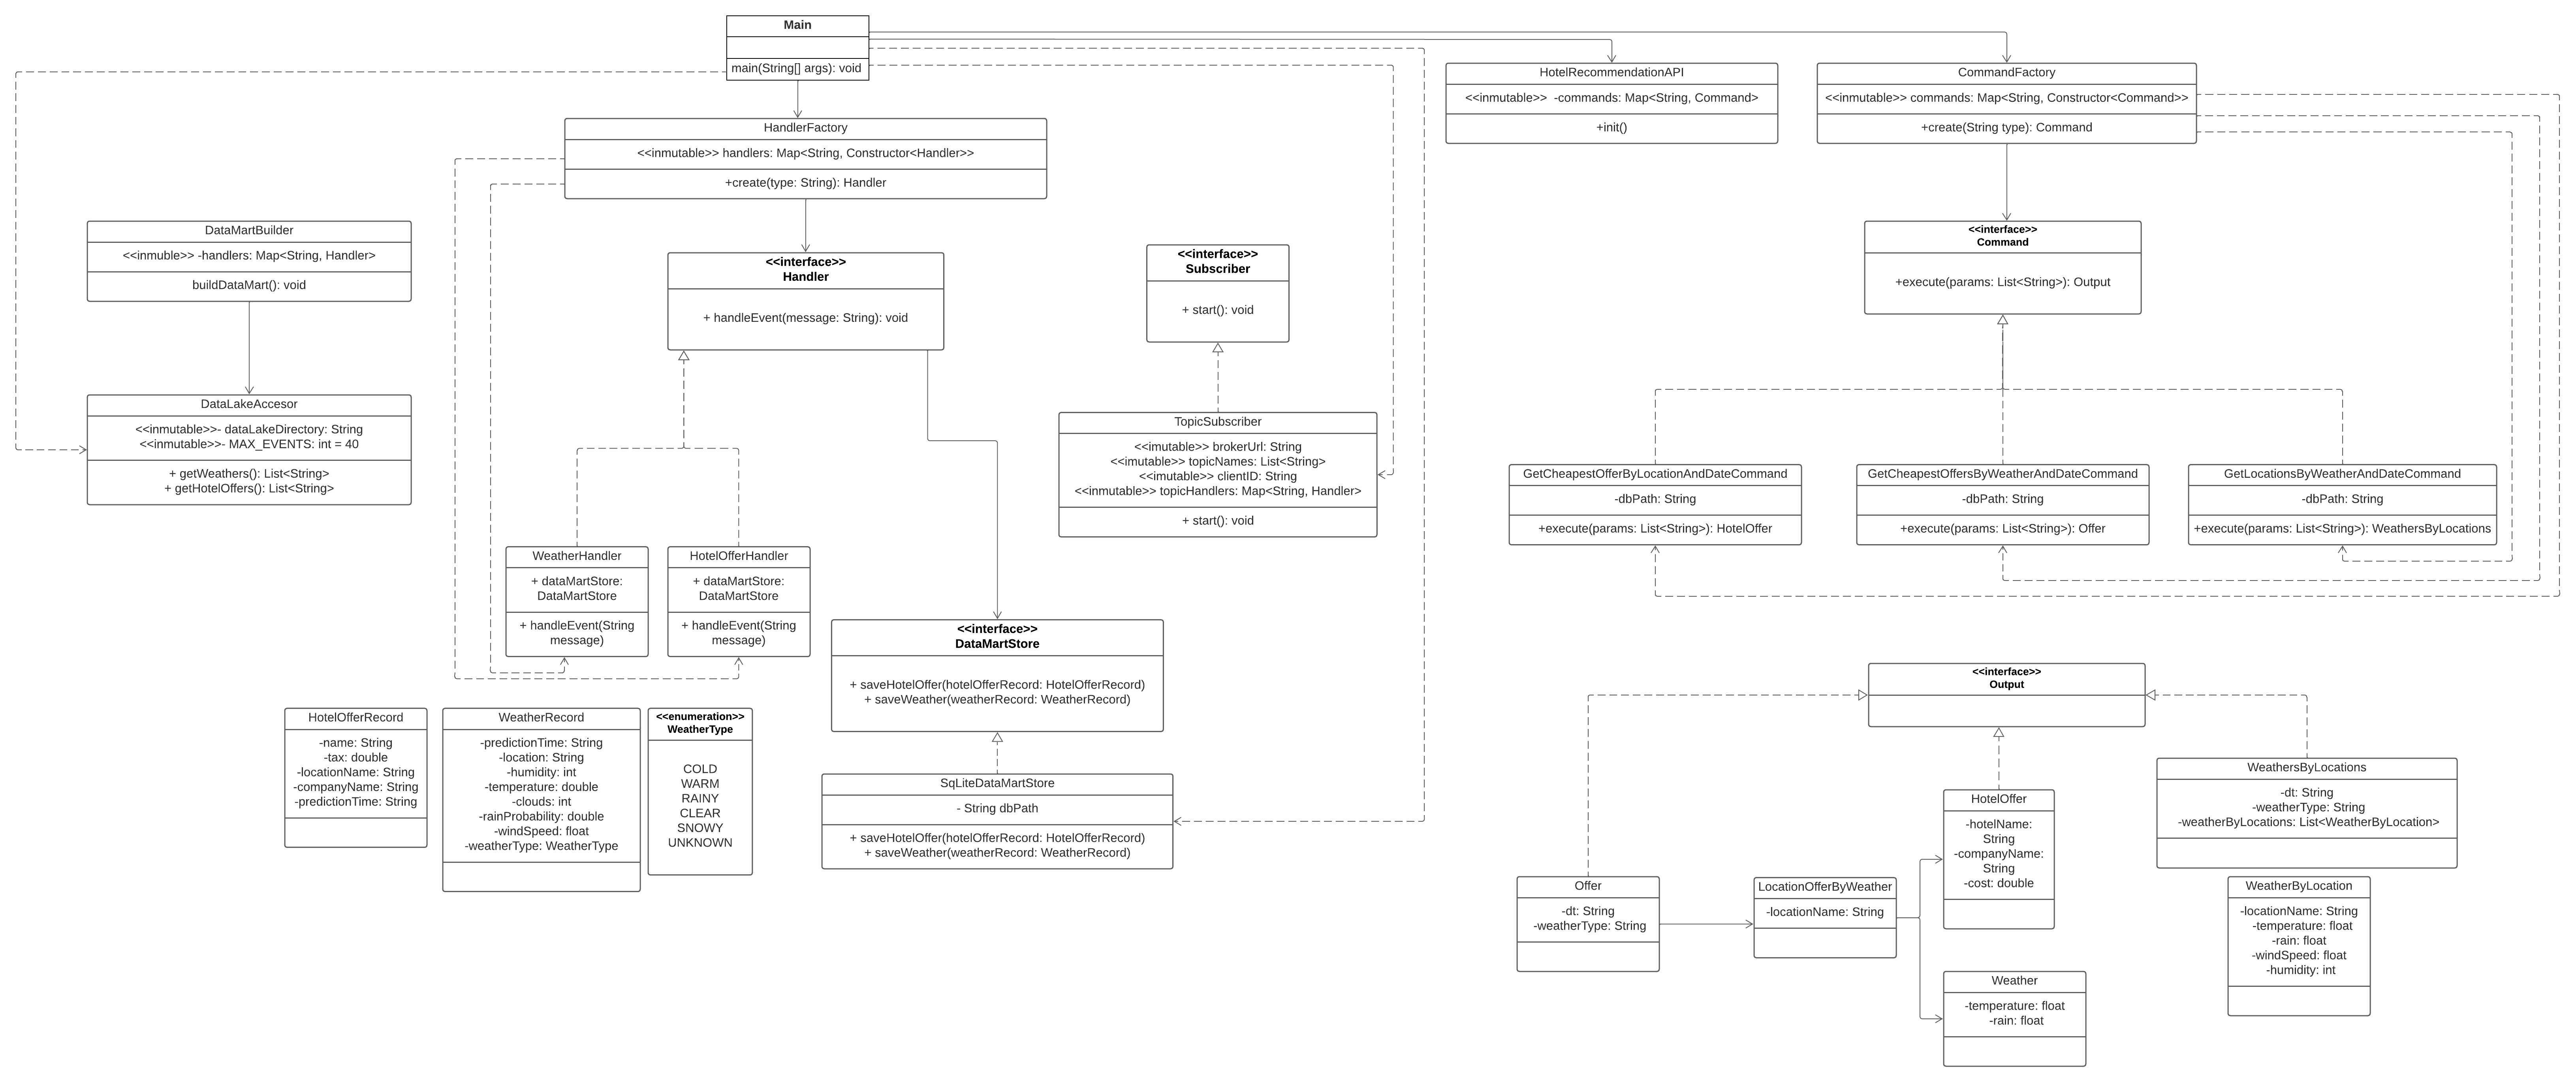 Main
main(String[] args): void
HotelRecommendationAPI
<<inmutable>>  -commands: Map<String, Command>
+init()
CommandFactory
<<inmutable>> commands: Map<String, Constructor<Command>>
+create(String type): Command
HandlerFactory
<<inmutable>> handlers: Map<String, Constructor<Handler>>
+create(type: String): Handler
DataMartBuilder
<<inmuble>> -handlers: Map<String, Handler>
buildDataMart(): void
<<interface>>
Handler
+ handleEvent(message: String): void
<<interface>>
Subscriber
+ start(): void
<<interface>>
Command
+execute(params: List<String>): Output
DataLakeAccesor
<<inmutable>>- dataLakeDirectory: String
<<inmutable>>- MAX_EVENTS: int = 40
+ getWeathers(): List<String>
+ getHotelOffers(): List<String>
TopicSubscriber
<<imutable>> brokerUrl: String
<<imutable>> topicNames: List<String>
<<imutable>> clientID: String
<<inmutable>> topicHandlers: Map<String, Handler>
+ start(): void
GetCheapestOfferByLocationAndDateCommand
-dbPath: String
+execute(params: List<String>): HotelOffer
GetCheapestOffersByWeatherAndDateCommand
-dbPath: String
+execute(params: List<String>): Offer
GetLocationsByWeatherAndDateCommand
-dbPath: String
+execute(params: List<String>): WeathersByLocations
WeatherHandler
+ dataMartStore:
DataMartStore
+ handleEvent(String
message)
HotelOfferHandler
+ dataMartStore:
DataMartStore
+ handleEvent(String
message)
<<interface>>
DataMartStore
+ saveHotelOffer(hotelOfferRecord: HotelOfferRecord)
+ saveWeather(weatherRecord: WeatherRecord)
<<interface>>
Output
HotelOfferRecord
-name: String
-tax: double
-locationName: String
-companyName: String
-predictionTime: String
WeatherRecord
-predictionTime: String
-location: String
-humidity: int
-temperature: double
-clouds: int
-rainProbability: double
-windSpeed: float
-weatherType: WeatherType
<<enumeration>>
WeatherType
COLD
WARM
RAINY
CLEAR
SNOWY
UNKNOWN
SqLiteDataMartStore
- String dbPath
+ saveHotelOffer(hotelOfferRecord: HotelOfferRecord)
+ saveWeather(weatherRecord: WeatherRecord)
WeathersByLocations
-dt: String
-weatherType: String
-weatherByLocations: List<WeatherByLocation>
HotelOffer
-hotelName:
String
-companyName:
String
-cost: double
Offer
-dt: String
-weatherType: String
LocationOfferByWeather
-locationName: String
WeatherByLocation
-locationName: String
-temperature: float
-rain: float
-windSpeed: float
-humidity: int
Weather
-temperature: float
-rain: float